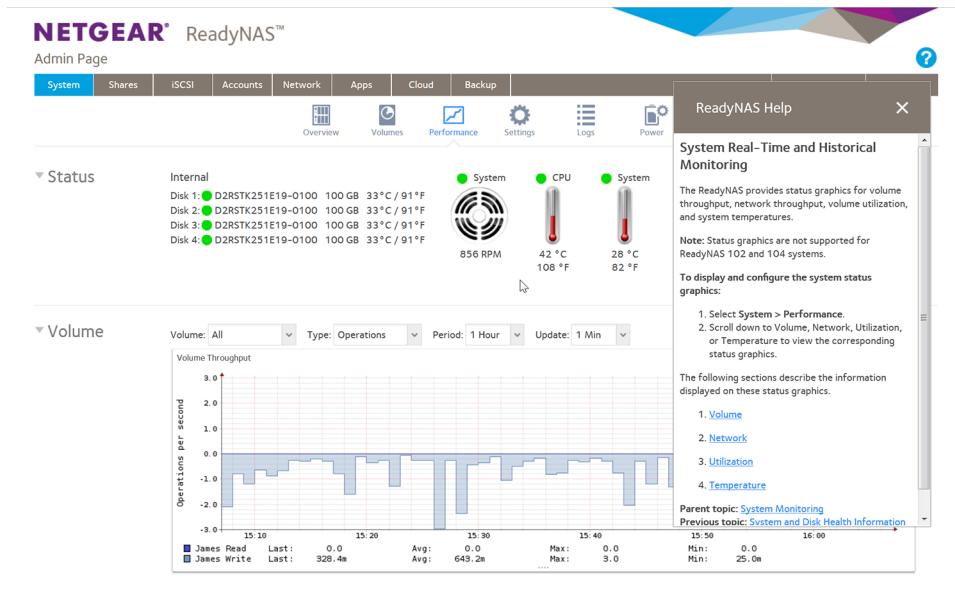 NETGEAR® ReadyNAS™
Admin Page
?
System Shares iSCSI Accounts Network Apps Cloud Backup
Overview Volumes Performance Settings Logs Power
Status
Internal
Disk 1: D2RSTK251E19-0100 100 GB 33°C / 91°F
Disk 2: D2RSTK251E19-0100 100 GB 33°C / 91°F
Disk 3: D2RSTK251E19-0100 100 GB 33°C / 91°F
Disk 4: D2RSTK251E19-0100 100 GB 33°C / 91°F
System CPU System
856 RPM 42 °C 28 °C
108 °F 82 °F
Volume
Volume: All Type: Operations Period: 1 Hour Update: 1 Min
Volume Throughput
Operations per second
3.0
2.0
1.0
0.0
-1.0
-2.0
-3.0
15:10 15:20 15:30 15:40 15:50 16:00
James Read Last: 0.0 Avg: 0.0 Max: 0.0 Min: 0.0
James Write Last: 328.4m Avg: 643.2m Max: 3.0 Min: 25.0m
ReadyNAS Help
System Real-Time and Historical
Monitoring
The ReadyNAS provides status graphics for volume
throughput, network throughput, volume utilization,
and system temperatures.
Note: Status graphics are not supported for
ReadyNAS 102 and 104 systems.
To display and configure the system status
graphics:
1. Select System > Performance.
2. Scroll down to Volume, Network, Utilization,
or Temperature to view the corresponding
status graphics.
The following sections describe the information
displayed on these status graphics.
1. Volume
2. Network
3. Utilization
4. Temperature
Parent topic: System Monitoring
Previous topic: System and Disk Health Information